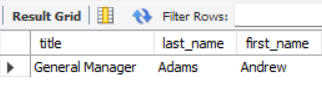 Result Grid Filter Rows:
title last_name first_name
General Manager Adams Andrew